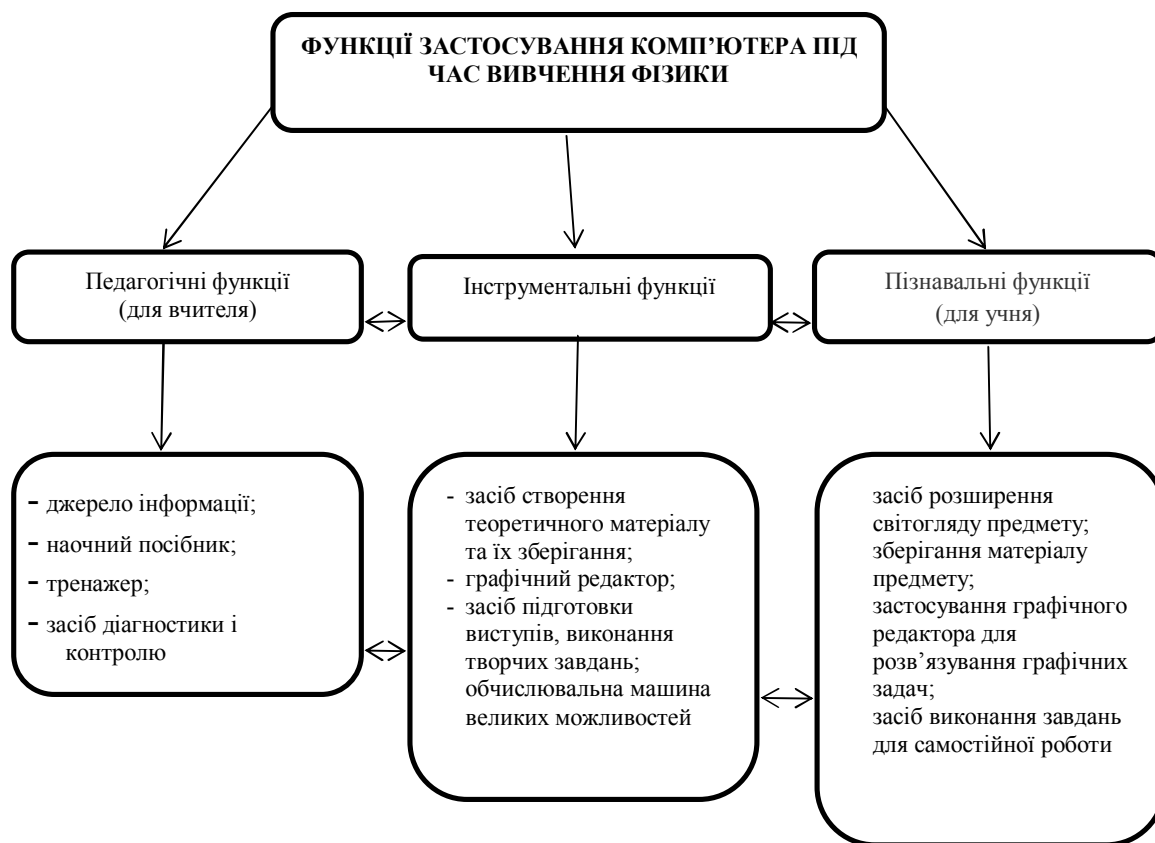 ФУНКЦІЇ ЗАСТОСУВАННЯ КОМП’ЮТЕРА ПІД
ЧАС ВИВЧЕННЯ ФІЗИКИ
Педагогічні функції
(для вчителя)
Інструментальні функції
Пізнавальні функції
(для учня)
- джерело інформації;
- наочний посібник;
- тренажер;
- засіб діагностики і
контролю
- засіб створення
теоретичного матеріалу
та їх зберігання;
- графічний редактор;
- засіб підготовки
виступів, виконання
творчих завдань;
обчислювальна машина
великих можливостей
засіб розширення
світогляду предмету;
зберігання матеріалу
предмету;
застосування графічного
редактора для
розв’язування графічних
задач;
засіб виконання завдань
для самостійної роботи